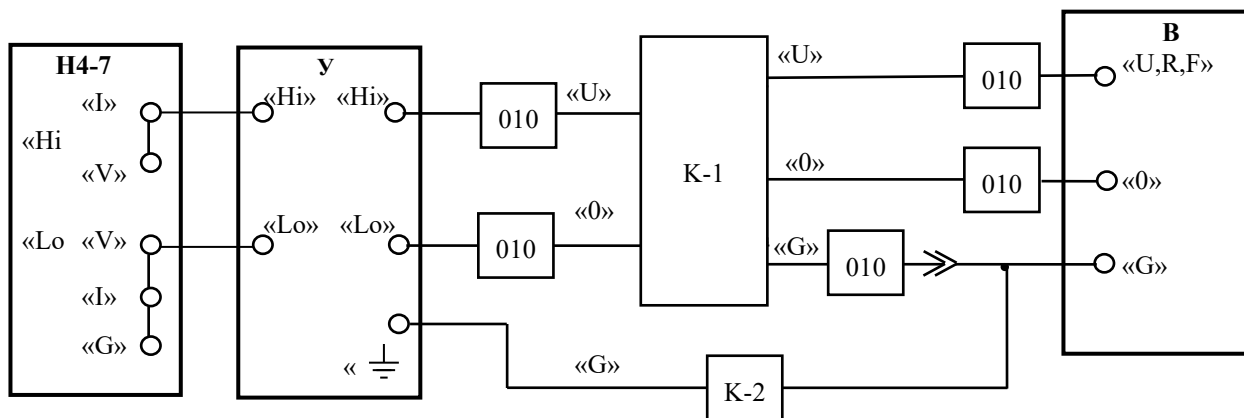 Н4-7
«I»
«Hi
«V»
«Lo
«V»
«I»
«G»
У
«Hi»
«Hi»
«Lo»
«Lo»
«
010
«U»
010
«0»
«G»
K-1
K-2
«U»
010
«0»
010
«G»
010
В
«U,R,F»
«0»
«G»